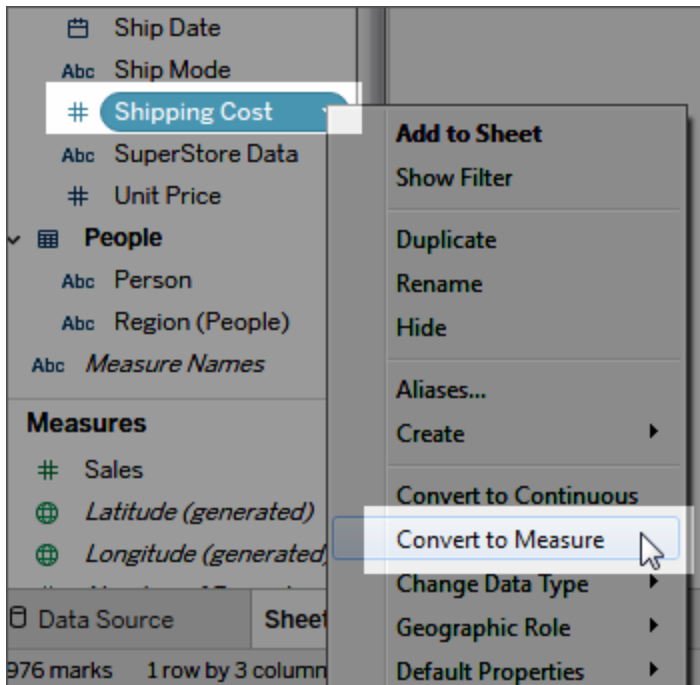 Ship Date
Abc Ship Mode
# Shipping Cost
Abc SuperStore Data
# Unit Price
People
Abc Person
Abc Region (People)
Abc Measure Names
Measures
# Sales
Latitude (generated)
Longitude (generated)
Data Source
Sheet
976 marks 1 row by 3 column
Add to Sheet
Show Filter
Duplicate
Rename
Hide
Aliases...
Create
Convert to Continuous
Convert to Measure
Change Data Type
Geographic Role
Default Properties